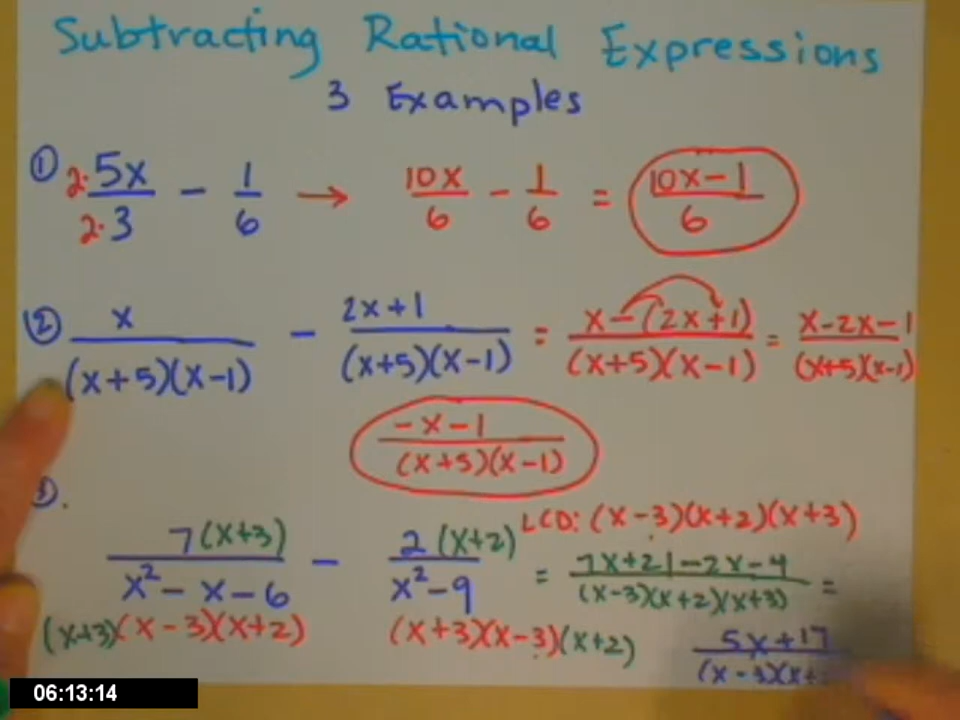 Subtracting Rational Expressions
3 Examples
① 2·5x/2·3 - 1/6 → 10x/6 - 1/6 = (10x-1)/6
② x/(x+5)(x-1) - 2x+1/(x+5)(x-1) = x-(2x+1)/(x+5)(x-1) = x-2x-1/(x+5)(x-1)
-x-1/(x+5)(x-1)
③.
LCD: (x-3)(x+2)(x+3)
7(x+3)/x²-x-6 - 2(x+2)/x²-9 = 7x+21-2x-4/(x-3)(x+2)(x+3) =
(x+3)(x-3)(x+2) (x+3)(x-3)(x+2)
5x+17/(x-3)(x+
06:13:14